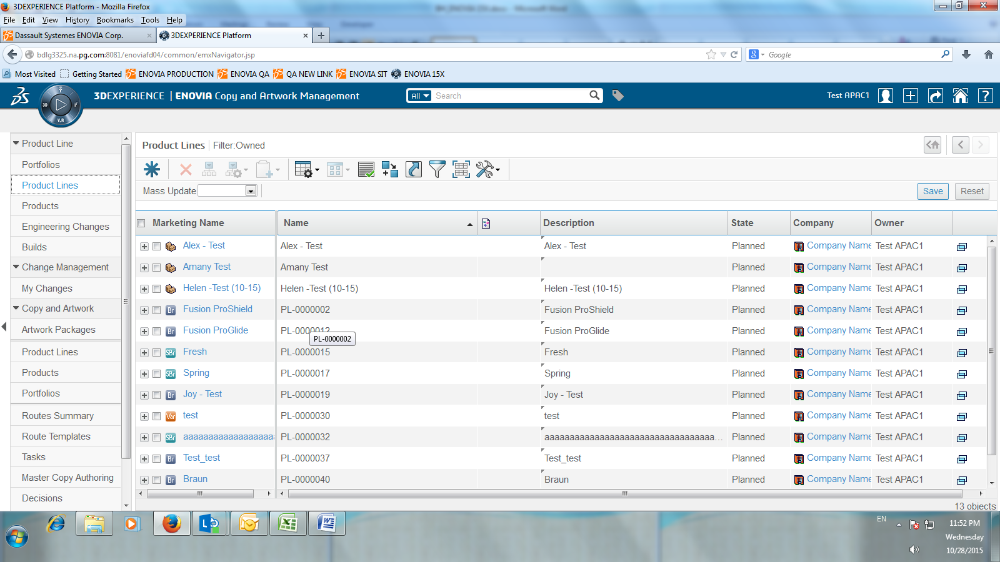 3DEXPERIENCE Platform - Mozilla Firefox
File Edit View History Bookmarks Tools Help
Dassault Systemes ENOVIA Corp.
3DEXPERIENCE Platform
bdlg3325.na.pg.com:8081/enoviafd04/common/emxNavigator.jsp
Google
Most Visited Getting Started ENOVIA PRODUCTION ENOVIA QA QA NEW LINK ENOVIA SIT ENOVIA 15X
3D V.R
3DEXPERIENCE | ENOVIA Copy and Artwork Management
All Search
Test APAC1
Product Line
Portfolios
Product Lines
Products
Engineering Changes
Builds
Change Management
My Changes
Copy and Artwork
Artwork Packages
Product Lines
Products
Portfolios
Routes Summary
Route Templates
Tasks
Master Copy Authoring
Decisions
Product Lines Filter:Owned
Mass Update
Save Reset
Marketing Name Name Description State Company Owner
Alex - Test Alex - Test Alex - Test Planned Company Name Test APAC1
Amany Test Amany Test Planned Company Name Test APAC1
Helen -Test (10-15) Helen -Test (10-15) Helen -Test (10-15) Planned Company Name Test APAC1
Br Fusion ProShield PL-0000002 Fusion ProShield Planned Company Name Test APAC1
Br Fusion ProGlide PL-0000012 Fusion ProGlide Planned Company Name Test APAC1
PL-0000002
SBr Fresh PL-0000015 Fresh Planned Company Name Test APAC1
SBr Spring PL-0000017 Spring Planned Company Name Test APAC1
Br Joy - Test PL-0000019 Joy - Test Planned Company Name Test APAC1
Var test PL-0000030 test Planned Company Name Test APAC1
SBr aaaaaaaaaaaaaaaaaa PL-0000032 aaaaaaaaaaaaaaaaaaaaaaaaaaaaaaaaaa... Planned Company Name Test APAC1
Br Test_test PL-0000037 Test_test Planned Company Name Test APAC1
Br Braun PL-0000040 Braun Planned Company Name Test APAC1
13 objects
EN
11:52 PM
Wednesday
10/28/2015